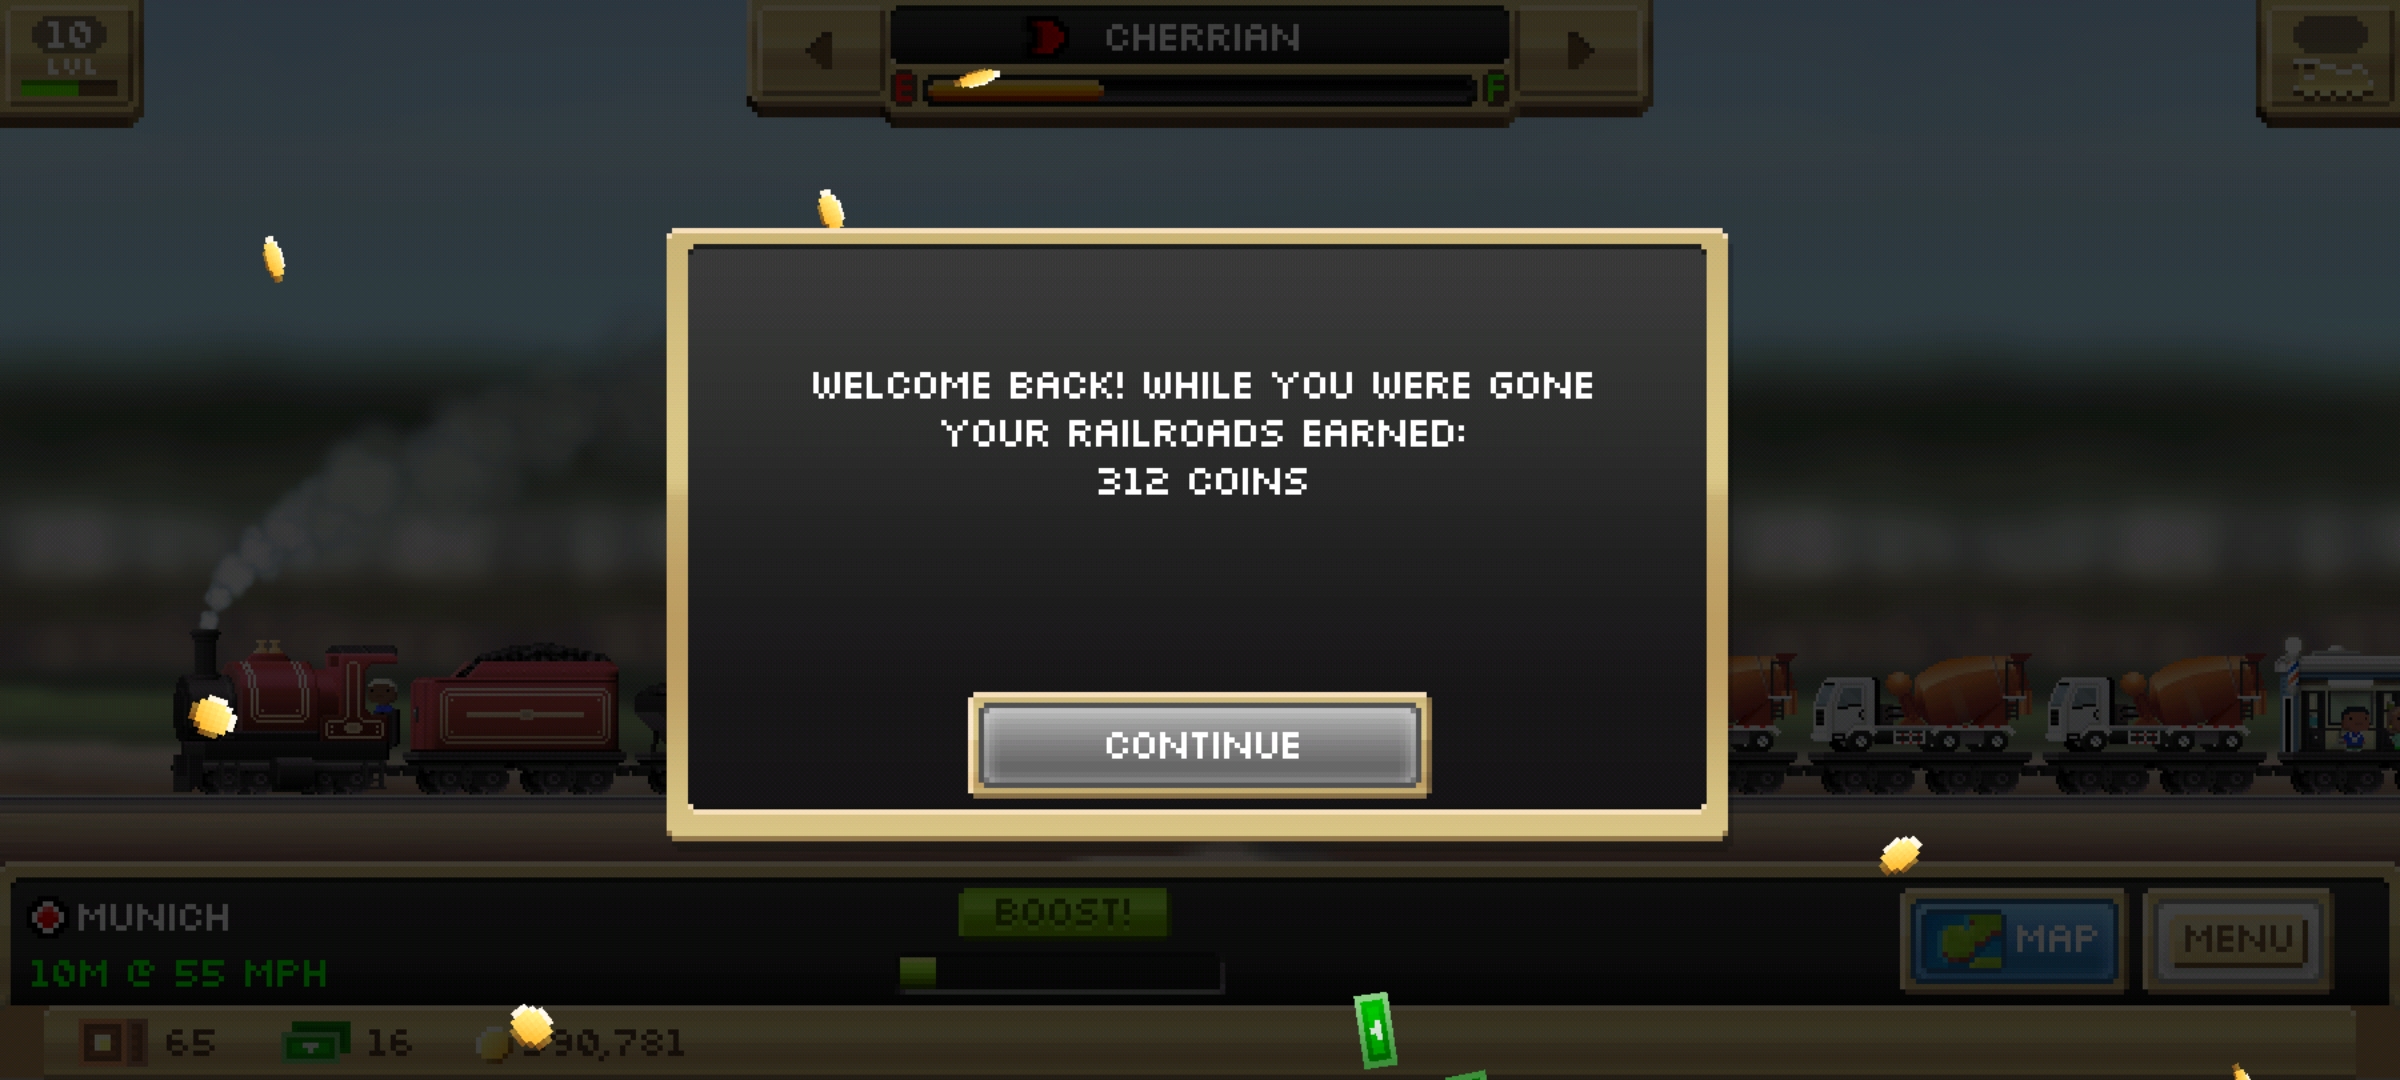 10
LVL
CHERRIAN
E F
WELCOME BACK! WHILE YOU WERE GONE
YOUR RAILROADS EARNED:
312 COINS
CONTINUE
MUNICH
10M @ 55 MPH
BOOST!
MAP
MENU
65
16